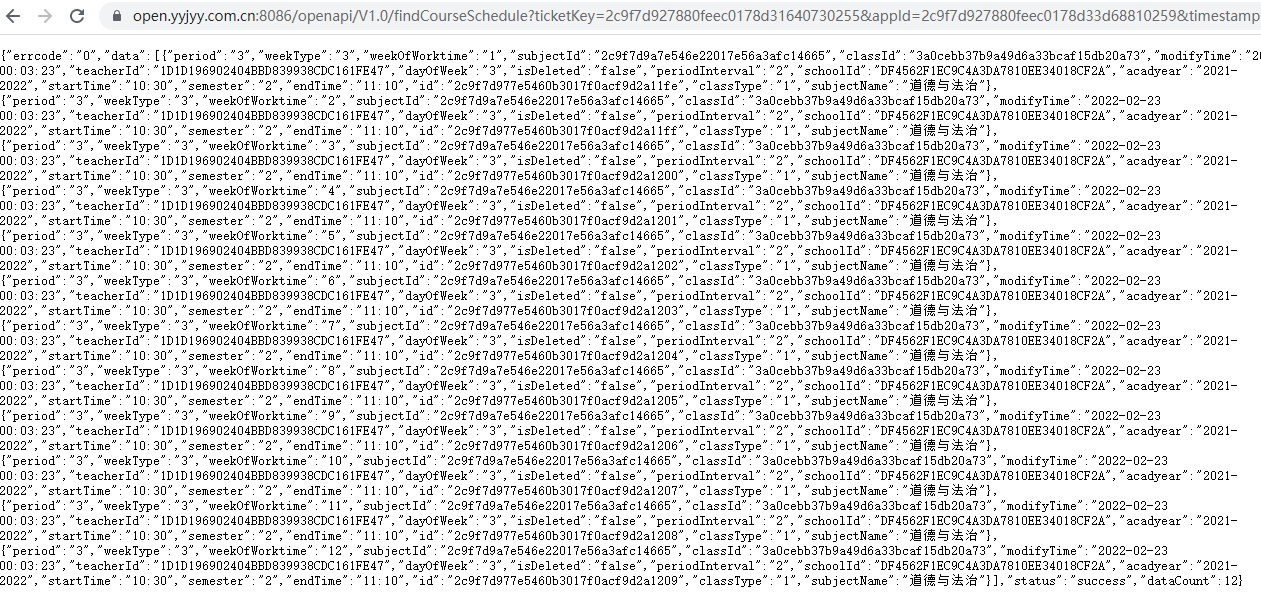 open.yyjyy.com.cn:8086/openapi/V1.0/findCourseSchedule?ticketKey=2c9f7d927880feec0178d31640730255&appId=2c9f7d927880feec0178d33d68810259&timestamp
{"errcode":"0","data":[{"period":"3","weekType":"3","weekOfWorktime":"1","subjectId":"2c9f7d9a7e546e22017e56a3afc14665","classId":"3a0cebb37b9a49d6a33bcaf15db20a73","modifyTime":"20
00:03:23","teacherId":"1D1D196902404BBD839938CDC161FE47","dayOfWeek":"3","isDeleted":"false","periodInterval":"2","schoolId":"DF4562F1EC9C4A3DA7810EE34018CF2A","acadyear":"2021-
2022","startTime":"10:30","semester":"2","endTime":"11:10","id":"2c9f7d977e5460b3017f0acf9d2a11fe","classType":"1","subjectName":"道德与法治"},
{"period":"3","weekType":"3","weekOfWorktime":"2","subjectId":"2c9f7d9a7e546e22017e56a3afc14665","classId":"3a0cebb37b9a49d6a33bcaf15db20a73","modifyTime":"2022-02-23
00:03:23","teacherId":"1D1D196902404BBD839938CDC161FE47","dayOfWeek":"3","isDeleted":"false","periodInterval":"2","schoolId":"DF4562F1EC9C4A3DA7810EE34018CF2A","acadyear":"2021-
2022","startTime":"10:30","semester":"2","endTime":"11:10","id":"2c9f7d977e5460b3017f0acf9d2a11ff","classType":"1","subjectName":"道德与法治"},
{"period":"3","weekType":"3","weekOfWorktime":"3","subjectId":"2c9f7d9a7e546e22017e56a3afc14665","classId":"3a0cebb37b9a49d6a33bcaf15db20a73","modifyTime":"2022-02-23
00:03:23","teacherId":"1D1D196902404BBD839938CDC161FE47","dayOfWeek":"3","isDeleted":"false","periodInterval":"2","schoolId":"DF4562F1EC9C4A3DA7810EE34018CF2A","acadyear":"2021-
2022","startTime":"10:30","semester":"2","endTime":"11:10","id":"2c9f7d977e5460b3017f0acf9d2a1200","classType":"1","subjectName":"道德与法治"},
{"period":"3","weekType":"3","weekOfWorktime":"4","subjectId":"2c9f7d9a7e546e22017e56a3afc14665","classId":"3a0cebb37b9a49d6a33bcaf15db20a73","modifyTime":"2022-02-23
00:03:23","teacherId":"1D1D196902404BBD839938CDC161FE47","dayOfWeek":"3","isDeleted":"false","periodInterval":"2","schoolId":"DF4562F1EC9C4A3DA7810EE34018CF2A","acadyear":"2021-
2022","startTime":"10:30","semester":"2","endTime":"11:10","id":"2c9f7d977e5460b3017f0acf9d2a1201","classType":"1","subjectName":"道德与法治"},
{"period":"3","weekType":"3","weekOfWorktime":"5","subjectId":"2c9f7d9a7e546e22017e56a3afc14665","classId":"3a0cebb37b9a49d6a33bcaf15db20a73","modifyTime":"2022-02-23
00:03:23","teacherId":"1D1D196902404BBD839938CDC161FE47","dayOfWeek":"3","isDeleted":"false","periodInterval":"2","schoolId":"DF4562F1EC9C4A3DA7810EE34018CF2A","acadyear":"2021-
2022","startTime":"10:30","semester":"2","endTime":"11:10","id":"2c9f7d977e5460b3017f0acf9d2a1202","classType":"1","subjectName":"道德与法治"},
{"period":"3","weekType":"3","weekOfWorktime":"6","subjectId":"2c9f7d9a7e546e22017e56a3afc14665","classId":"3a0cebb37b9a49d6a33bcaf15db20a73","modifyTime":"2022-02-23
00:03:23","teacherId":"1D1D196902404BBD839938CDC161FE47","dayOfWeek":"3","isDeleted":"false","periodInterval":"2","schoolId":"DF4562F1EC9C4A3DA7810EE34018CF2A","acadyear":"2021-
2022","startTime":"10:30","semester":"2","endTime":"11:10","id":"2c9f7d977e5460b3017f0acf9d2a1203","classType":"1","subjectName":"道德与法治"},
{"period":"3","weekType":"3","weekOfWorktime":"7","subjectId":"2c9f7d9a7e546e22017e56a3afc14665","classId":"3a0cebb37b9a49d6a33bcaf15db20a73","modifyTime":"2022-02-23
00:03:23","teacherId":"1D1D196902404BBD839938CDC161FE47","dayOfWeek":"3","isDeleted":"false","periodInterval":"2","schoolId":"DF4562F1EC9C4A3DA7810EE34018CF2A","acadyear":"2021-
2022","startTime":"10:30","semester":"2","endTime":"11:10","id":"2c9f7d977e5460b3017f0acf9d2a1204","classType":"1","subjectName":"道德与法治"},
{"period":"3","weekType":"3","weekOfWorktime":"8","subjectId":"2c9f7d9a7e546e22017e56a3afc14665","classId":"3a0cebb37b9a49d6a33bcaf15db20a73","modifyTime":"2022-02-23
00:03:23","teacherId":"1D1D196902404BBD839938CDC161FE47","dayOfWeek":"3","isDeleted":"false","periodInterval":"2","schoolId":"DF4562F1EC9C4A3DA7810EE34018CF2A","acadyear":"2021-
2022","startTime":"10:30","semester":"2","endTime":"11:10","id":"2c9f7d977e5460b3017f0acf9d2a1205","classType":"1","subjectName":"道德与法治"},
{"period":"3","weekType":"3","weekOfWorktime":"9","subjectId":"2c9f7d9a7e546e22017e56a3afc14665","classId":"3a0cebb37b9a49d6a33bcaf15db20a73","modifyTime":"2022-02-23
00:03:23","teacherId":"1D1D196902404BBD839938CDC161FE47","dayOfWeek":"3","isDeleted":"false","periodInterval":"2","schoolId":"DF4562F1EC9C4A3DA7810EE34018CF2A","acadyear":"2021-
2022","startTime":"10:30","semester":"2","endTime":"11:10","id":"2c9f7d977e5460b3017f0acf9d2a1206","classType":"1","subjectName":"道德与法治"},
{"period":"3","weekType":"3","weekOfWorktime":"10","subjectId":"2c9f7d9a7e546e22017e56a3afc14665","classId":"3a0cebb37b9a49d6a33bcaf15db20a73","modifyTime":"2022-02-23
00:03:23","teacherId":"1D1D196902404BBD839938CDC161FE47","dayOfWeek":"3","isDeleted":"false","periodInterval":"2","schoolId":"DF4562F1EC9C4A3DA7810EE34018CF2A","acadyear":"2021-
2022","startTime":"10:30","semester":"2","endTime":"11:10","id":"2c9f7d977e5460b3017f0acf9d2a1207","classType":"1","subjectName":"道德与法治"},
{"period":"3","weekType":"3","weekOfWorktime":"11","subjectId":"2c9f7d9a7e546e22017e56a3afc14665","classId":"3a0cebb37b9a49d6a33bcaf15db20a73","modifyTime":"2022-02-23
00:03:23","teacherId":"1D1D196902404BBD839938CDC161FE47","dayOfWeek":"3","isDeleted":"false","periodInterval":"2","schoolId":"DF4562F1EC9C4A3DA7810EE34018CF2A","acadyear":"2021-
2022","startTime":"10:30","semester":"2","endTime":"11:10","id":"2c9f7d977e5460b3017f0acf9d2a1208","classType":"1","subjectName":"道德与法治"},
{"period":"3","weekType":"3","weekOfWorktime":"12","subjectId":"2c9f7d9a7e546e22017e56a3afc14665","classId":"3a0cebb37b9a49d6a33bcaf15db20a73","modifyTime":"2022-02-23
00:03:23","teacherId":"1D1D196902404BBD839938CDC161FE47","dayOfWeek":"3","isDeleted":"false","periodInterval":"2","schoolId":"DF4562F1EC9C4A3DA7810EE34018CF2A","acadyear":"2021-
2022","startTime":"10:30","semester":"2","endTime":"11:10","id":"2c9f7d977e5460b3017f0acf9d2a1209","classType":"1","subjectName":"道德与法治"}],"status":"success","dataCount":12}